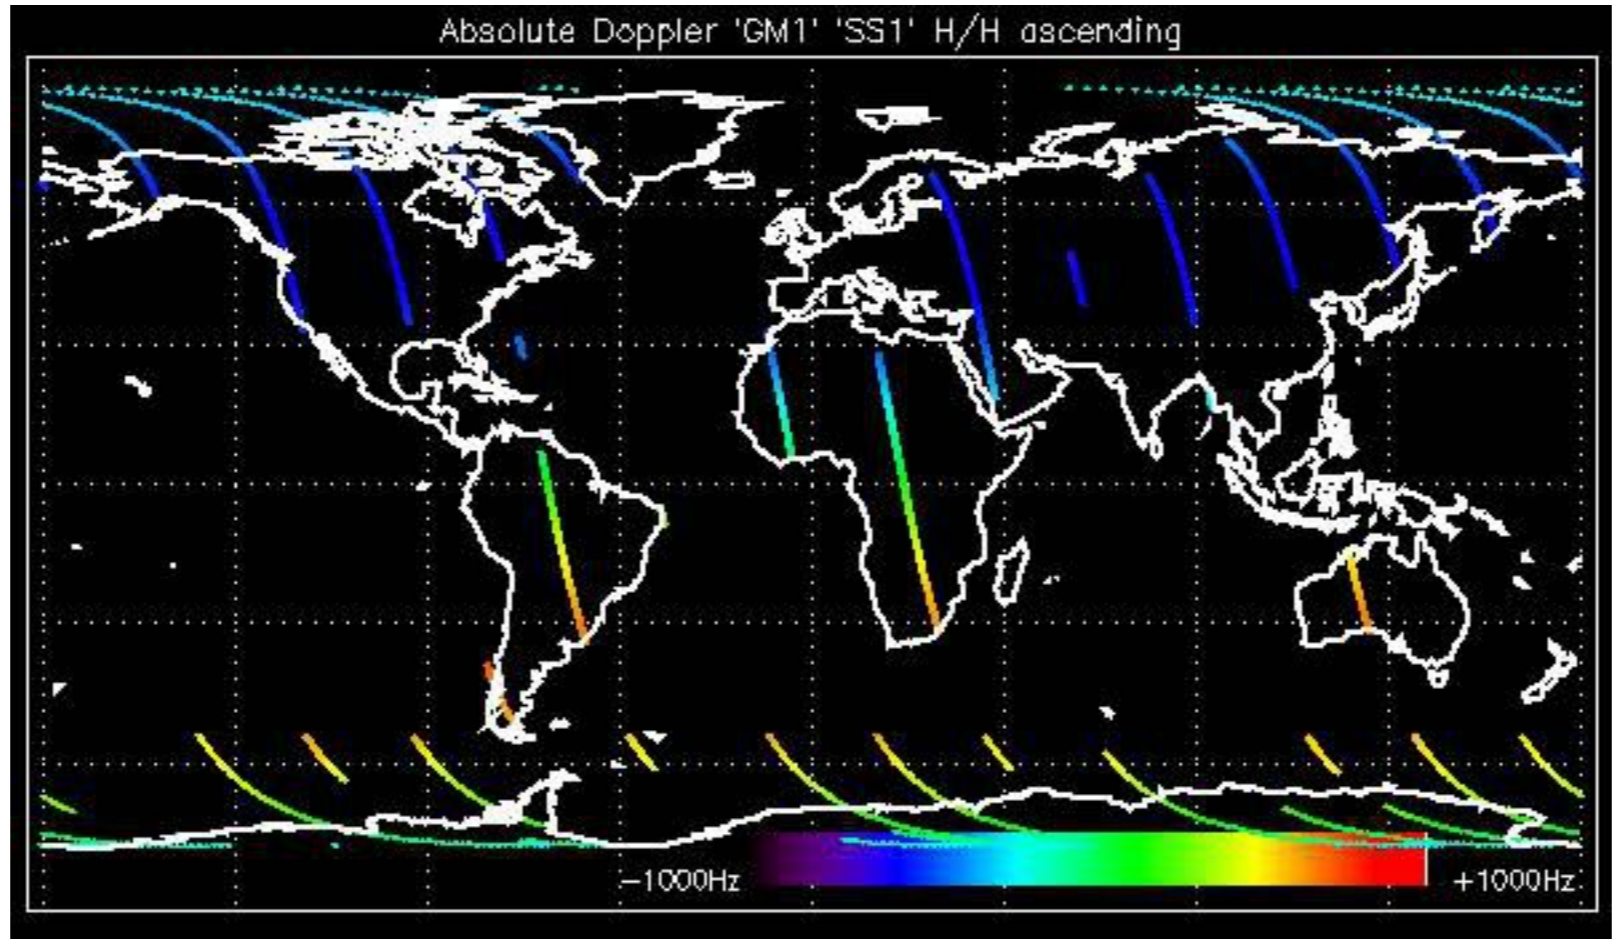 Absolute Doppler 'GM1' 'SS1' H/H ascending
−1000Hz
+1000Hz